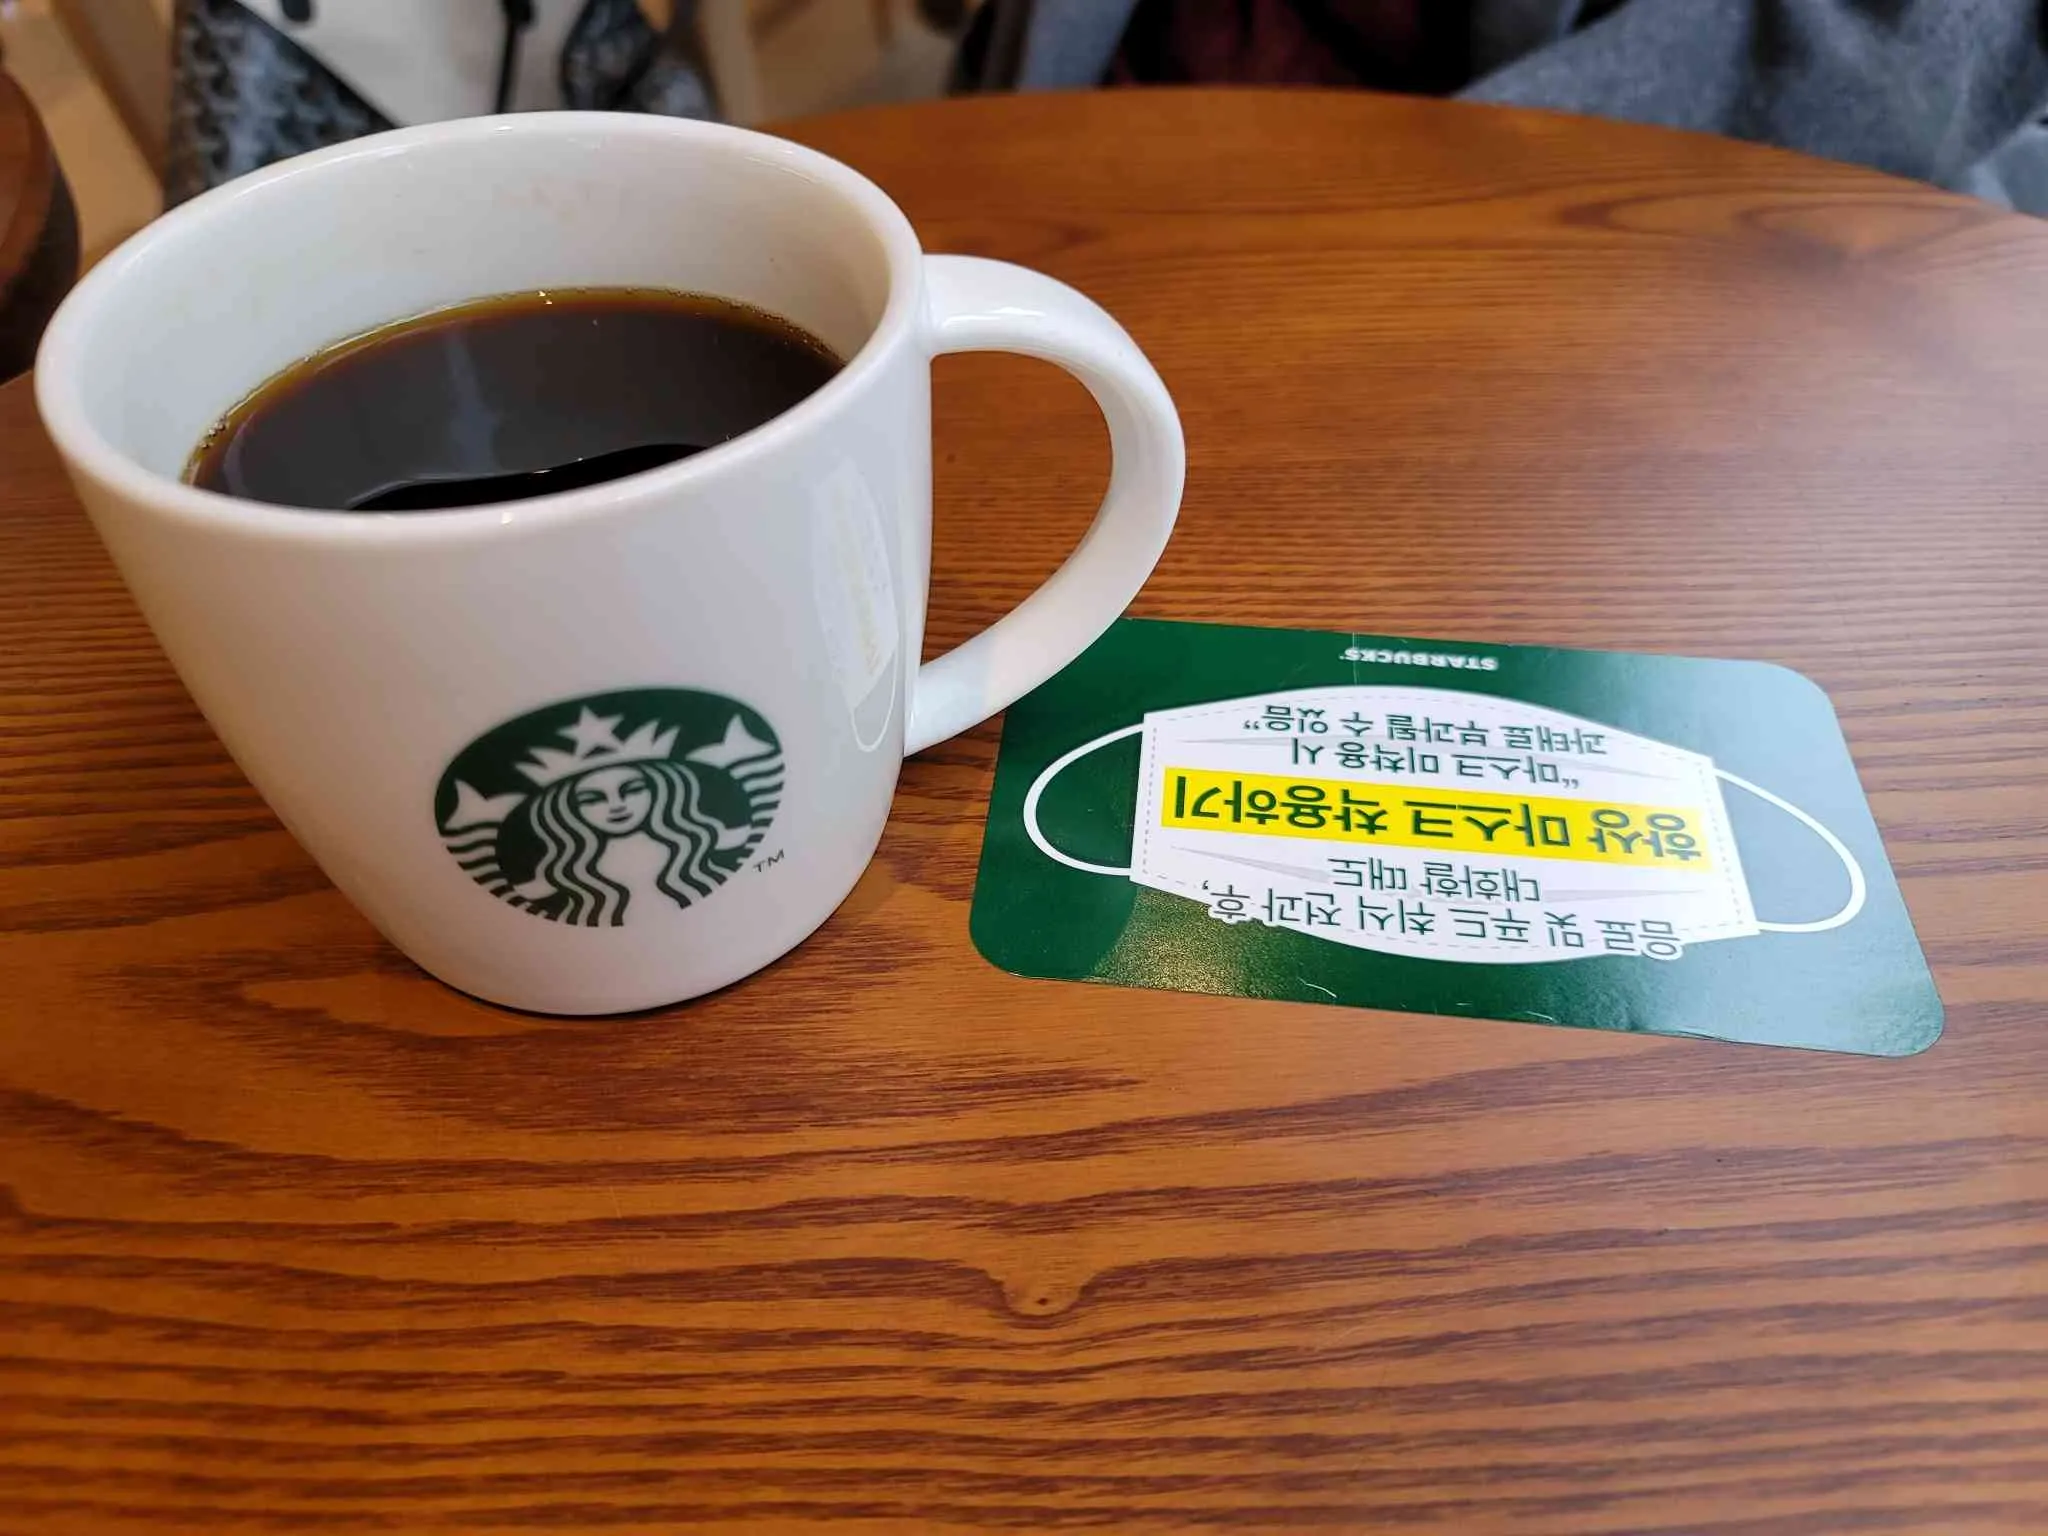 TM
음료 및 푸드 취식 전과 후,
대화할 때도
항상 마스크 착용하기
“마스크 미착용 시
과태료 부과될 수 있음”
STARBUCKS